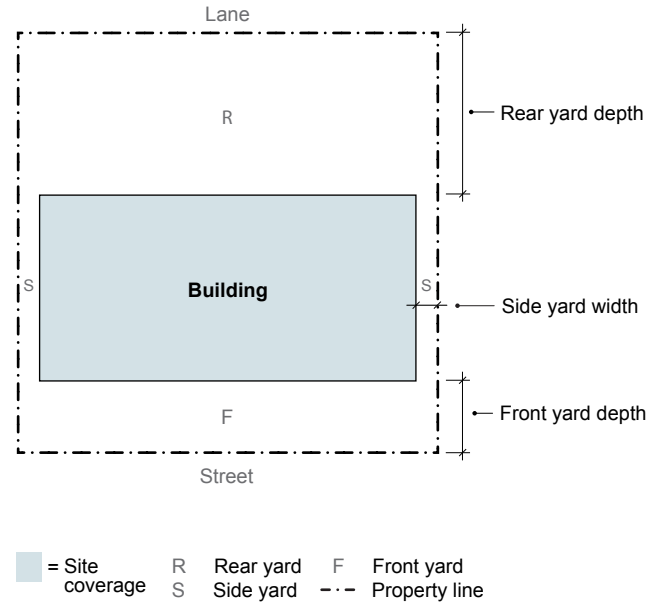 Lane
R
Rear yard depth
S
Building
S
Side yard width
F
Front yard depth
Street
= Site coverage
R Rear yard
F Front yard
S Side yard
Property line